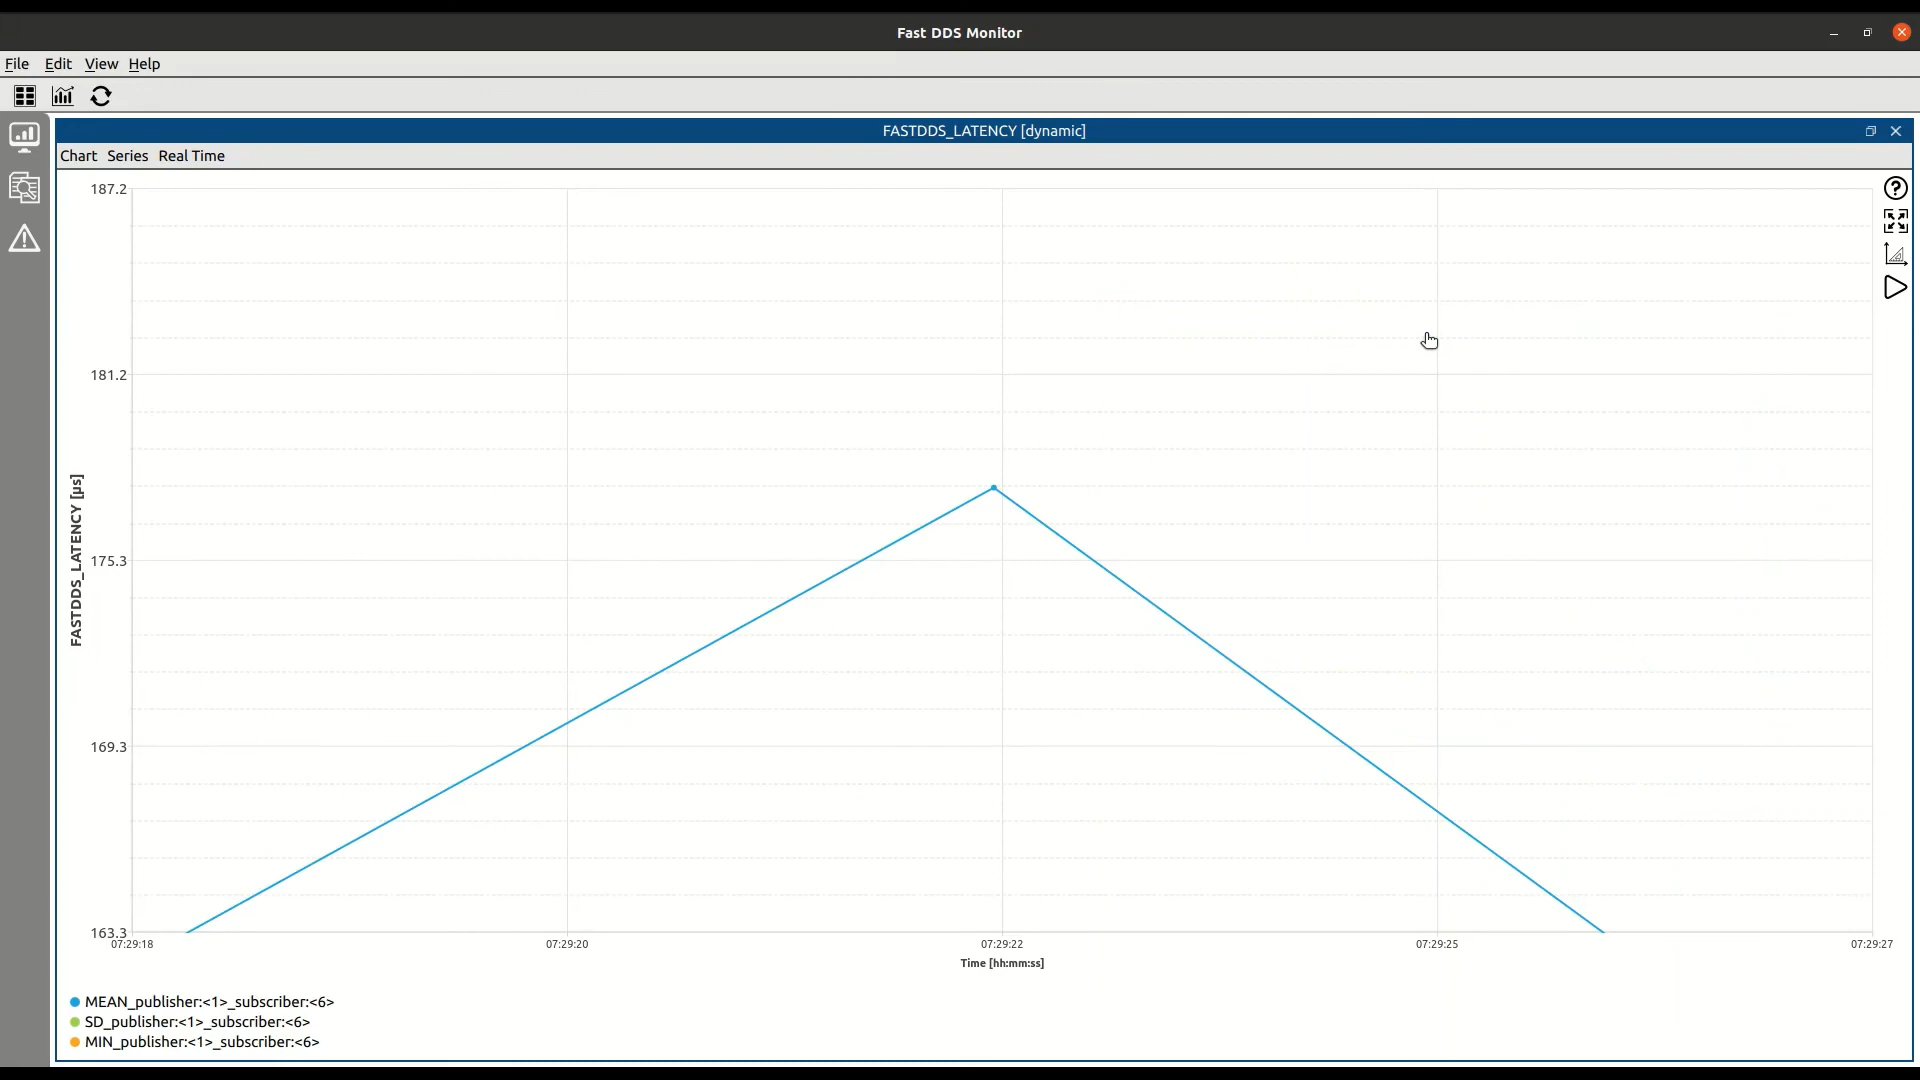 Fast DDS Monitor
File Edit View Help
FASTDDS_LATENCY [dynamic]
Chart Series Real Time
187.2
181.2
175.3
169.3
163.3
FASTDDS_LATENCY [µs]
07:29:18 07:29:20 07:29:22 07:29:25 07:29:27
Time [hh:mm:ss]
MEAN_publisher:<1>_subscriber:<6>
SD_publisher:<1>_subscriber:<6>
MIN_publisher:<1>_subscriber:<6>